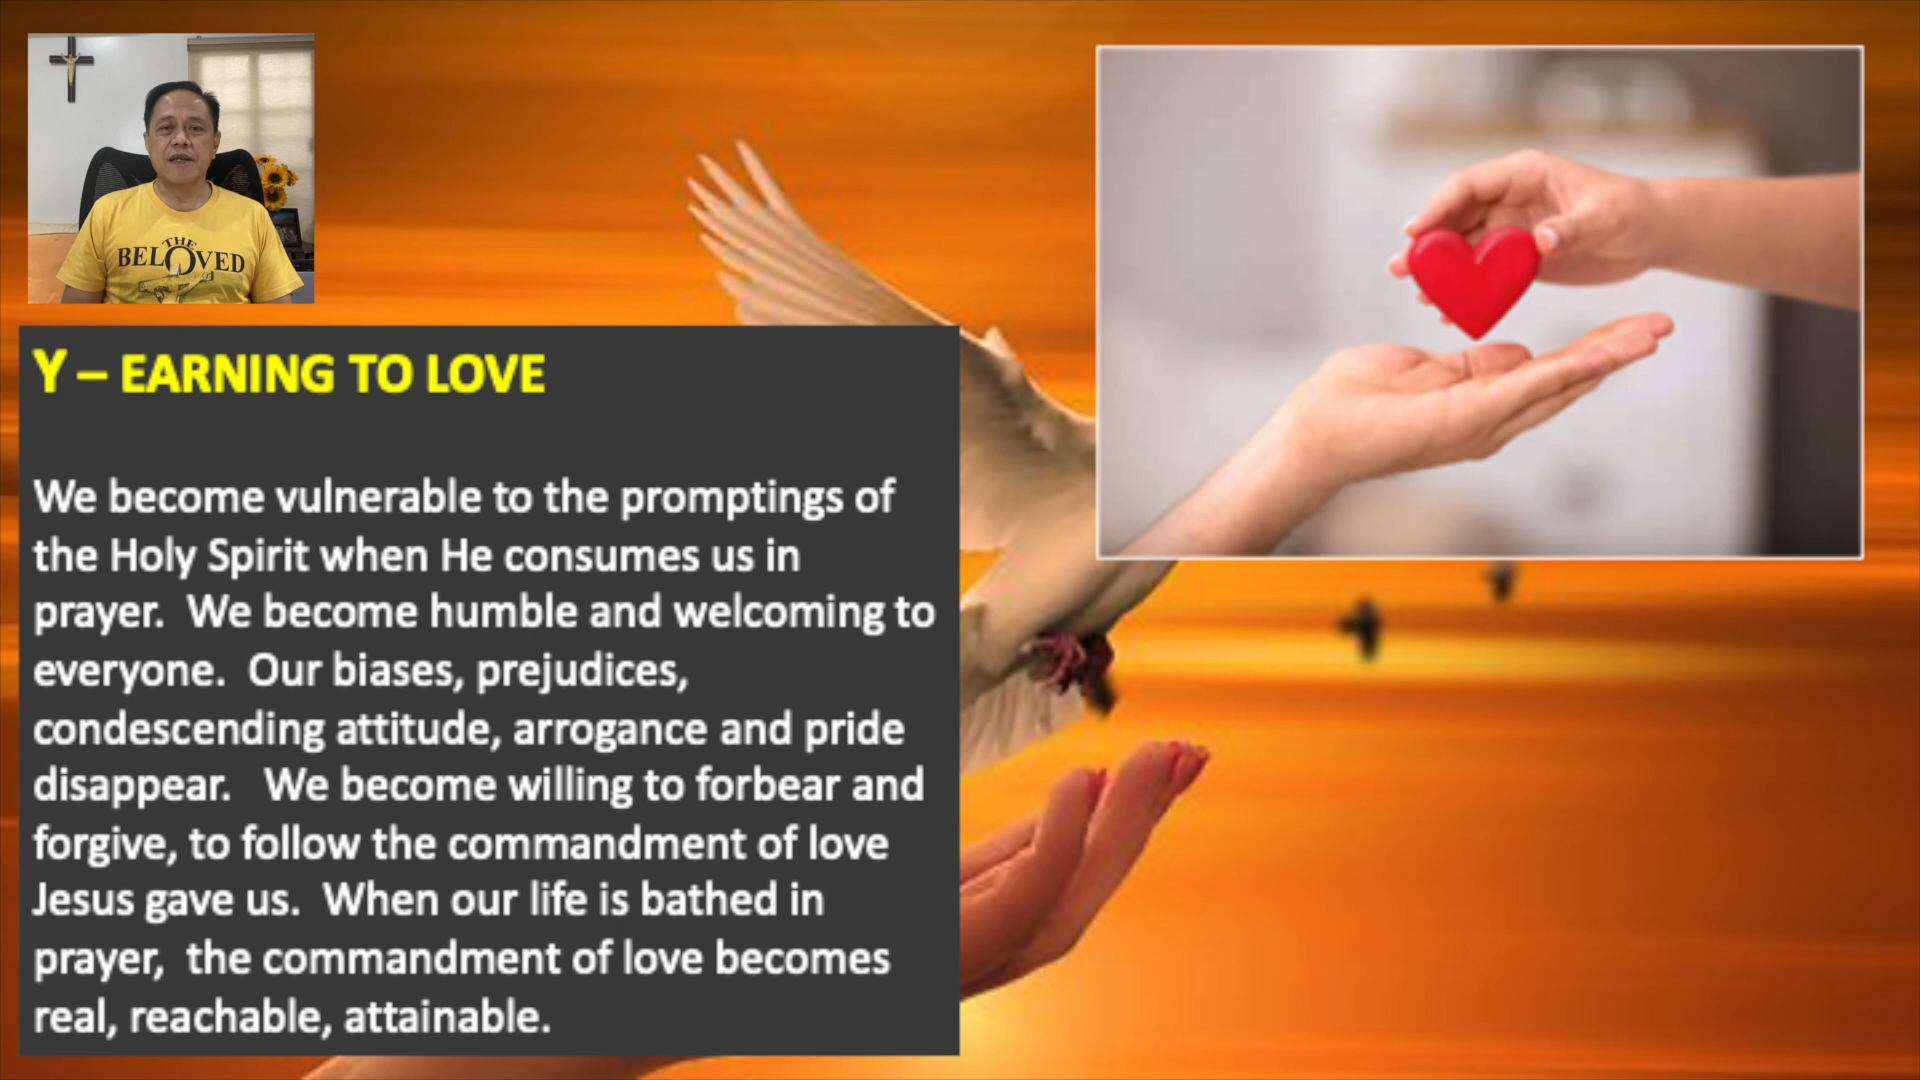 THE
BELOVED
Y – EARNING TO LOVE
We become vulnerable to the promptings of
the Holy Spirit when He consumes us in
prayer.  We become humble and welcoming to
everyone.  Our biases, prejudices,
condescending attitude, arrogance and pride
disappear.   We become willing to forbear and
forgive, to follow the commandment of love
Jesus gave us.  When our life is bathed in
prayer,  the commandment of love becomes
real, reachable, attainable.